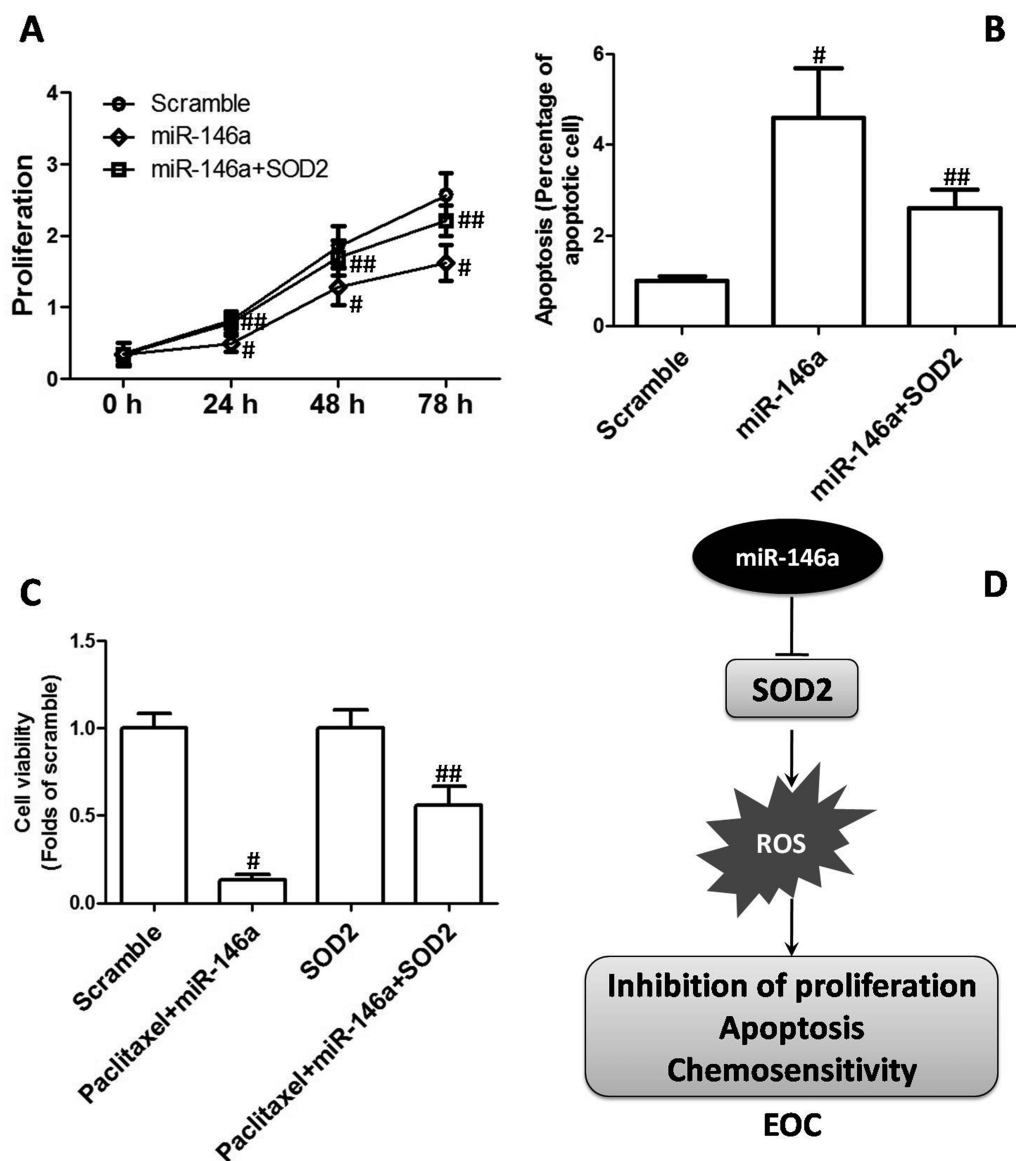 A
Proliferation
4
3
2
1
0
Scramble
miR-146a
miR-146a+SOD2
##
#
##
#
##
#
0 h
24 h
48 h
78 h
B
Apoptosis (Percentage of
apoptotic cell)
6
4
2
0
#
##
Scramble
miR-146a
miR-146a+SOD2
C
Cell viability
(Folds of scramble)
1.5
1.0
0.5
0.0
#
##
Scramble
Paclitaxel+miR-146a
SOD2
Paclitaxel+miR-146a+SOD2
D
miR-146a
SOD2
ROS
Inhibition of proliferation
Apoptosis
Chemosensitivity
EOC